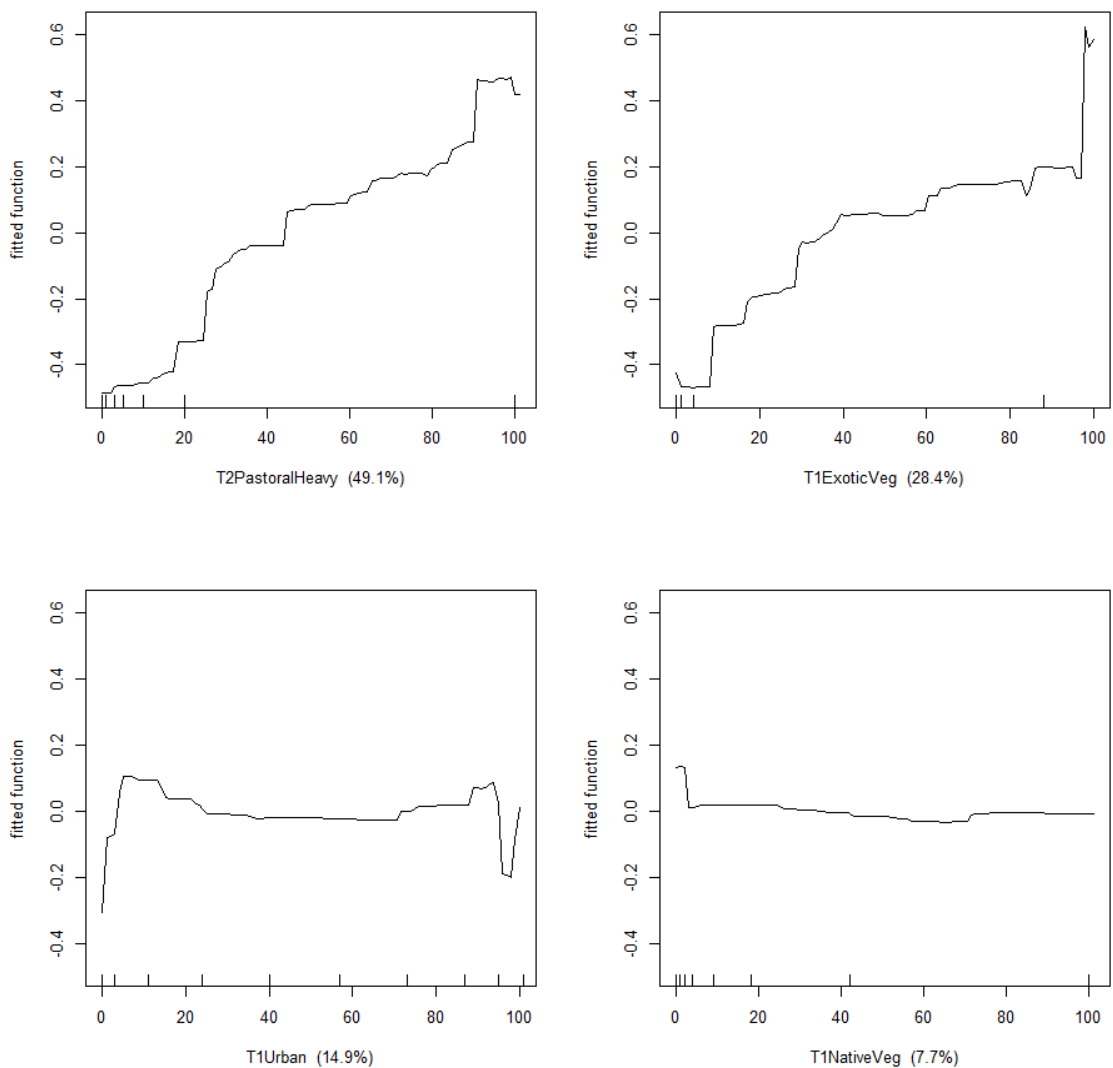 0.6
0.4
0.2
0.0
-0.2
-0.4
fitted function
0 20 40 60 80 100
T2PastoralHeavy (49.1%)
0.6
0.4
0.2
0.0
-0.2
-0.4
fitted function
0 20 40 60 80 100
T1ExoticVeg (28.4%)
0.6
0.4
0.2
0.0
-0.2
-0.4
fitted function
0 20 40 60 80 100
T1Urban (14.9%)
0.6
0.4
0.2
0.0
-0.2
-0.4
fitted function
0 20 40 60 80 100
T1NativeVeg (7.7%)